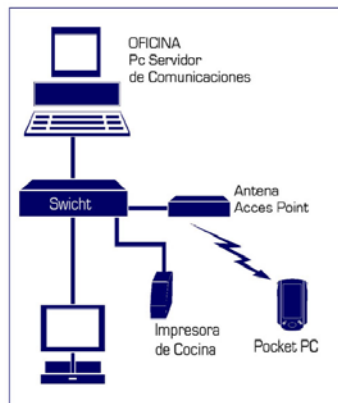 OFICINA
Pc Servidor
de Comunicaciones
Swicht
Antena
Acces Point
Impresora
de Cocina
Pocket PC